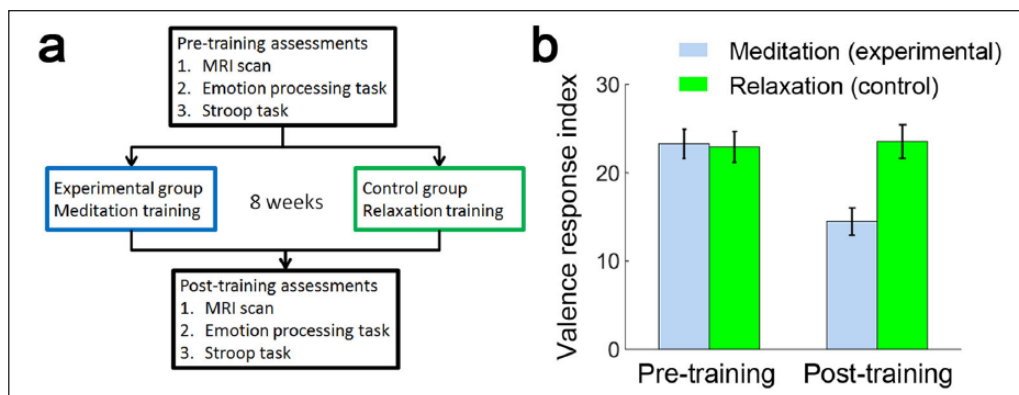 a
Pre-training assessments
1. MRI scan
2. Emotion processing task
3. Stroop task
Experimental group
Meditation training
8 weeks
Control group
Relaxation training
Post-training assessments
1. MRI scan
2. Emotion processing task
3. Stroop task
b
Meditation (experimental)
Relaxation (control)
Valence response index
30
20
10
0
Pre-training
Post-training